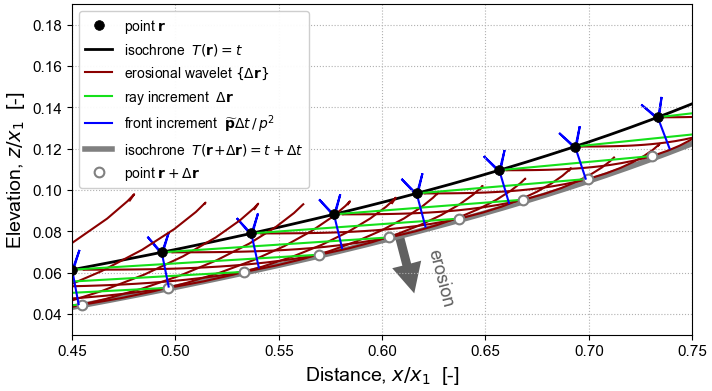 point r
isochrone T(r) = t
erosional wavelet {Δr}
ray increment Δr
front increment p̃Δt / p²
isochrone T(r+Δr) = t + Δt
point r + Δr
0.18
0.16
0.14
0.12
0.10
0.08
0.06
0.04
Elevation, z/x₁ [-]
erosion
0.45 0.50 0.55 0.60 0.65 0.70 0.75
Distance, x/x₁ [-]